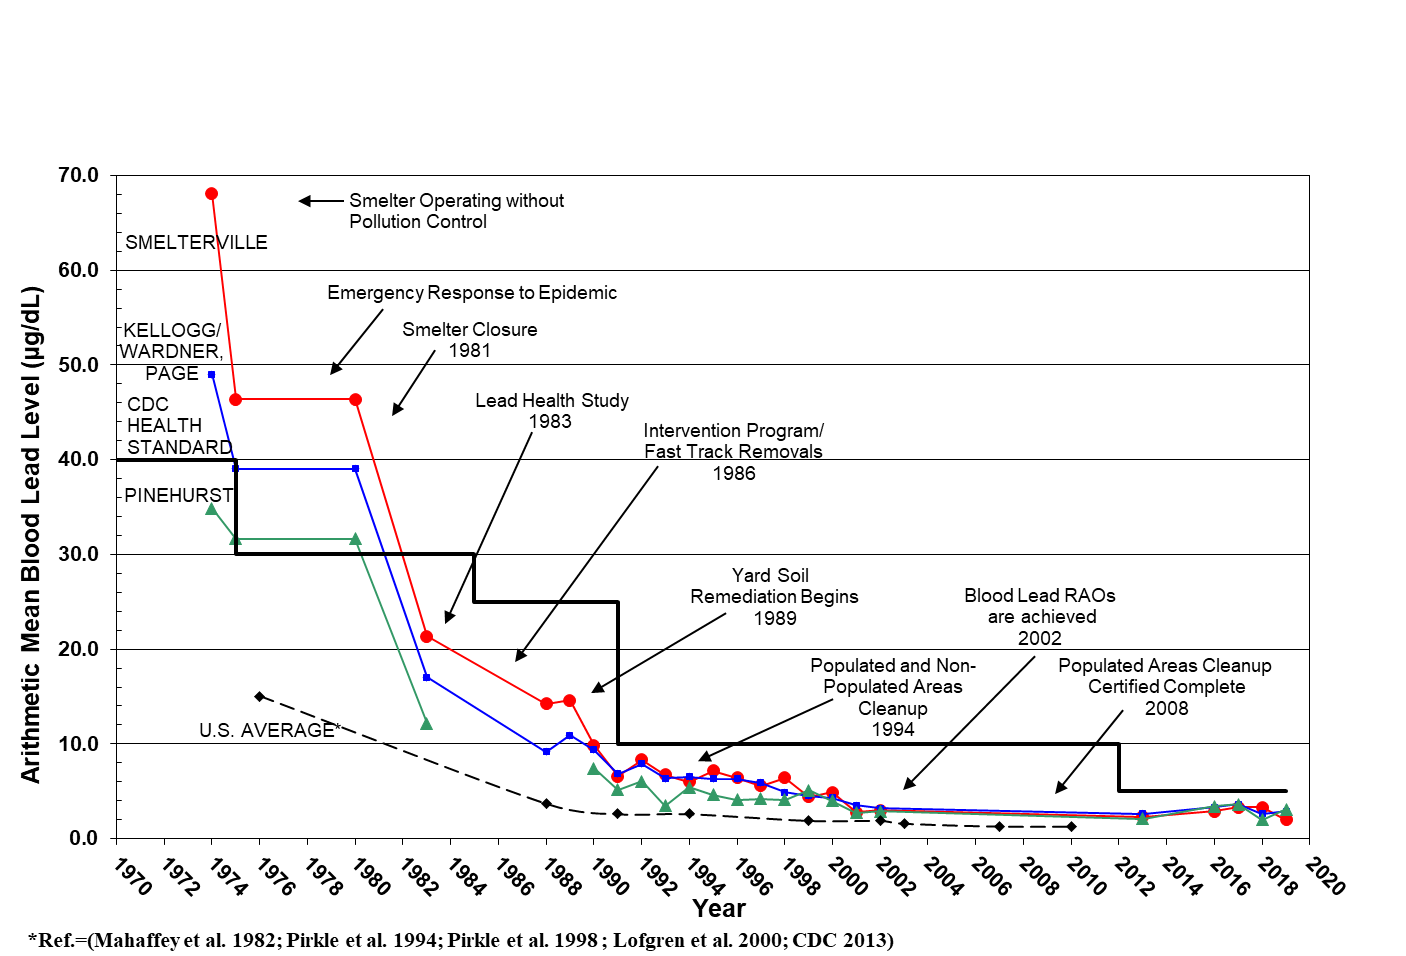 70.0
60.0
50.0
40.0
30.0
20.0
10.0
0.0
Arithmetic Mean Blood Lead Level (µg/dL)
Smelter Operating without
Pollution Control
SMELTERVILLE
Emergency Response to Epidemic
KELLOGG/
WARDNER,
PAGE
Smelter Closure
1981
CDC
HEALTH
STANDARD
Lead Health Study
1983
Intervention Program/
Fast Track Removals
1986
PINEHURST
Yard Soil
Remediation Begins
1989
Blood Lead RAOs
are achieved
2002
Populated and Non-
Populated Areas
Cleanup
1994
Populated Areas Cleanup
Certified Complete
2008
U.S. AVERAGE*
1970
1972
1974
1976
1978
1980
1982
1984
1986
1988
1990
1992
1994
1996
1998
2000
2002
2004
2006
2008
2010
2012
2014
2016
2018
2020
Year
*Ref.=(Mahaffey et al. 1982; Pirkle et al. 1994; Pirkle et al. 1998 ; Lofgren et al. 2000; CDC 2013)